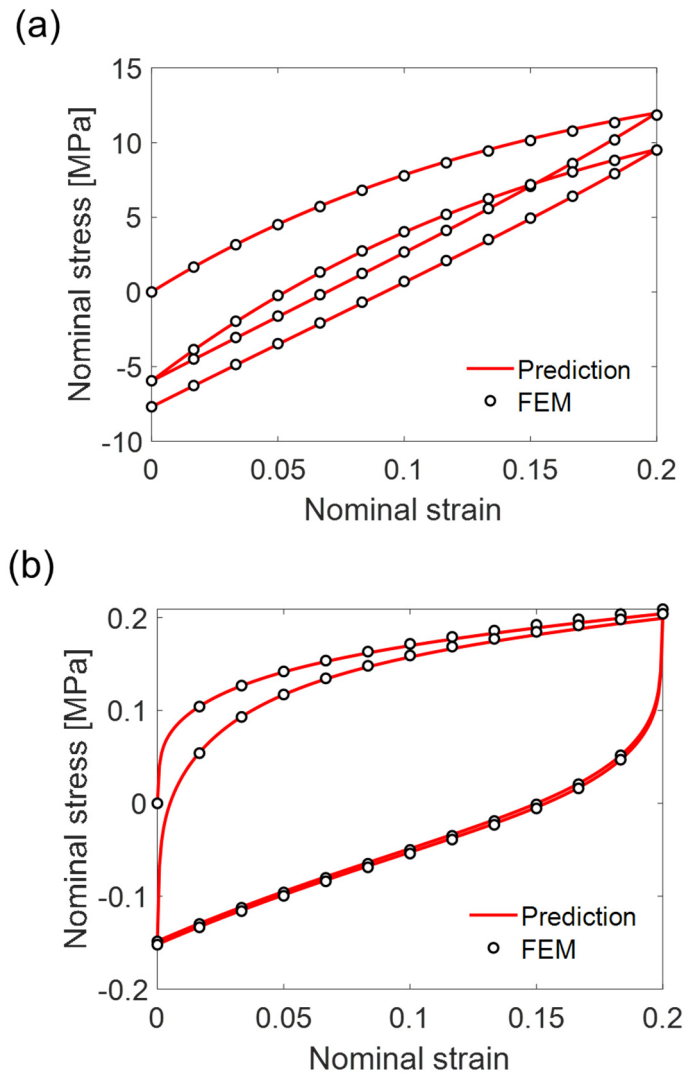 (a)
Nominal stress [MPa]
15
10
5
0
-5
-10
Prediction
FEM
0 0.05 0.1 0.15 0.2
Nominal strain
(b)
Nominal stress [MPa]
0.2
0.1
0
-0.1
-0.2
Prediction
FEM
0 0.05 0.1 0.15 0.2
Nominal strain